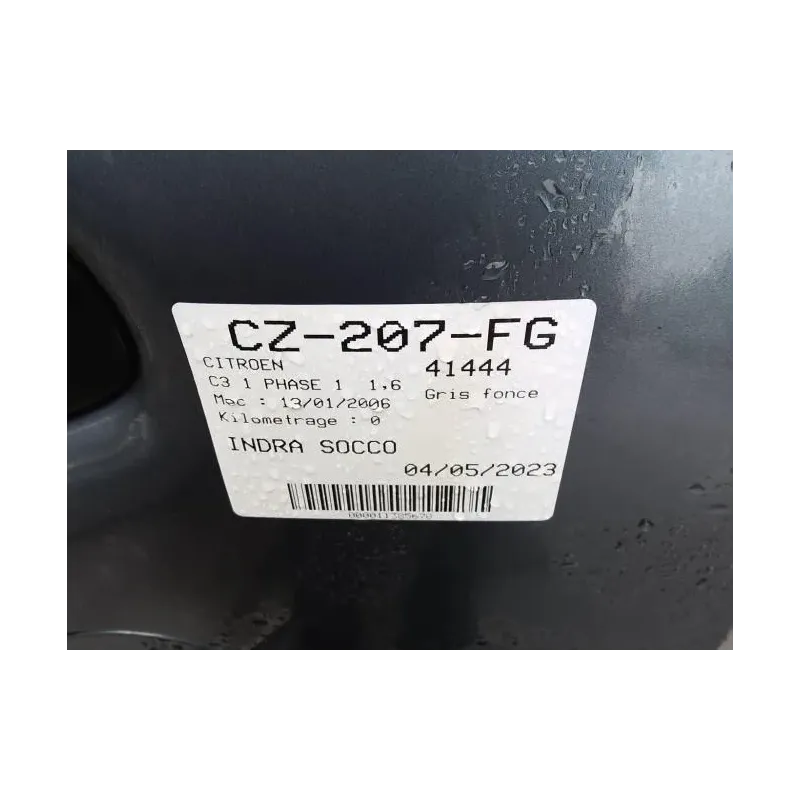 CZ-207-FG
CITROEN 41444
C3 1 PHASE 1 1,6
Mec : 13/01/2006 Gris fonce
Kilometrage : 0
INDRA SOCCO
04/05/2023